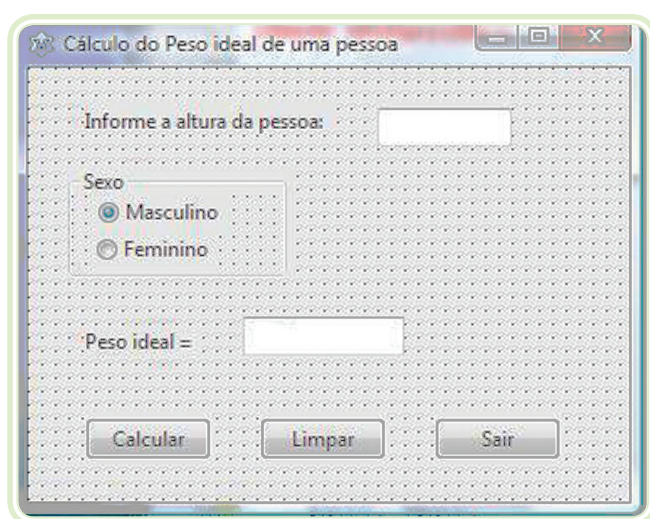 Cálculo do Peso ideal de uma pessoa
Informe a altura da pessoa:
Sexo
Masculino
Feminino
Peso ideal =
Calcular Limpar Sair